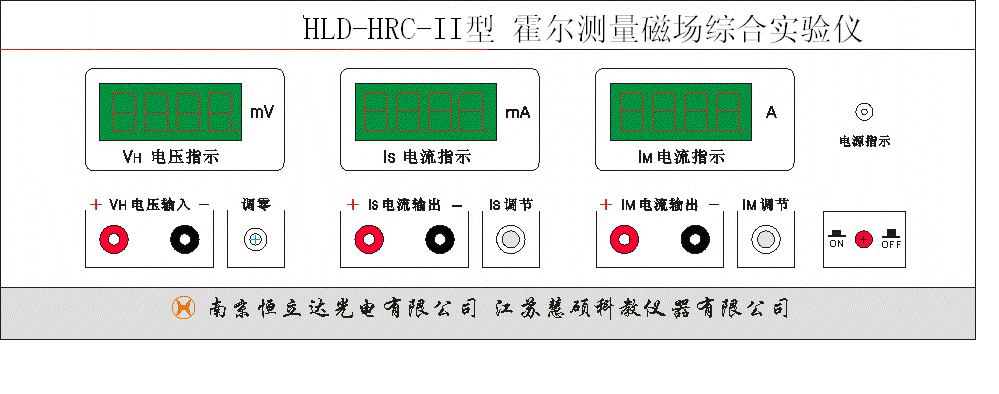 HLD-HRC-II型 霍尔测量磁场综合实验仪
mV
mA
A
VH 电压指示
IS 电流指示
IM 电流指示
电源指示
+ VH 电压输入 -
调零
+ IS 电流输出 -
IS 调节
+ IM 电流输出 -
IM 调节
ON
OFF
南京恒立达光电有限公司 江苏慧硕科教仪器有限公司